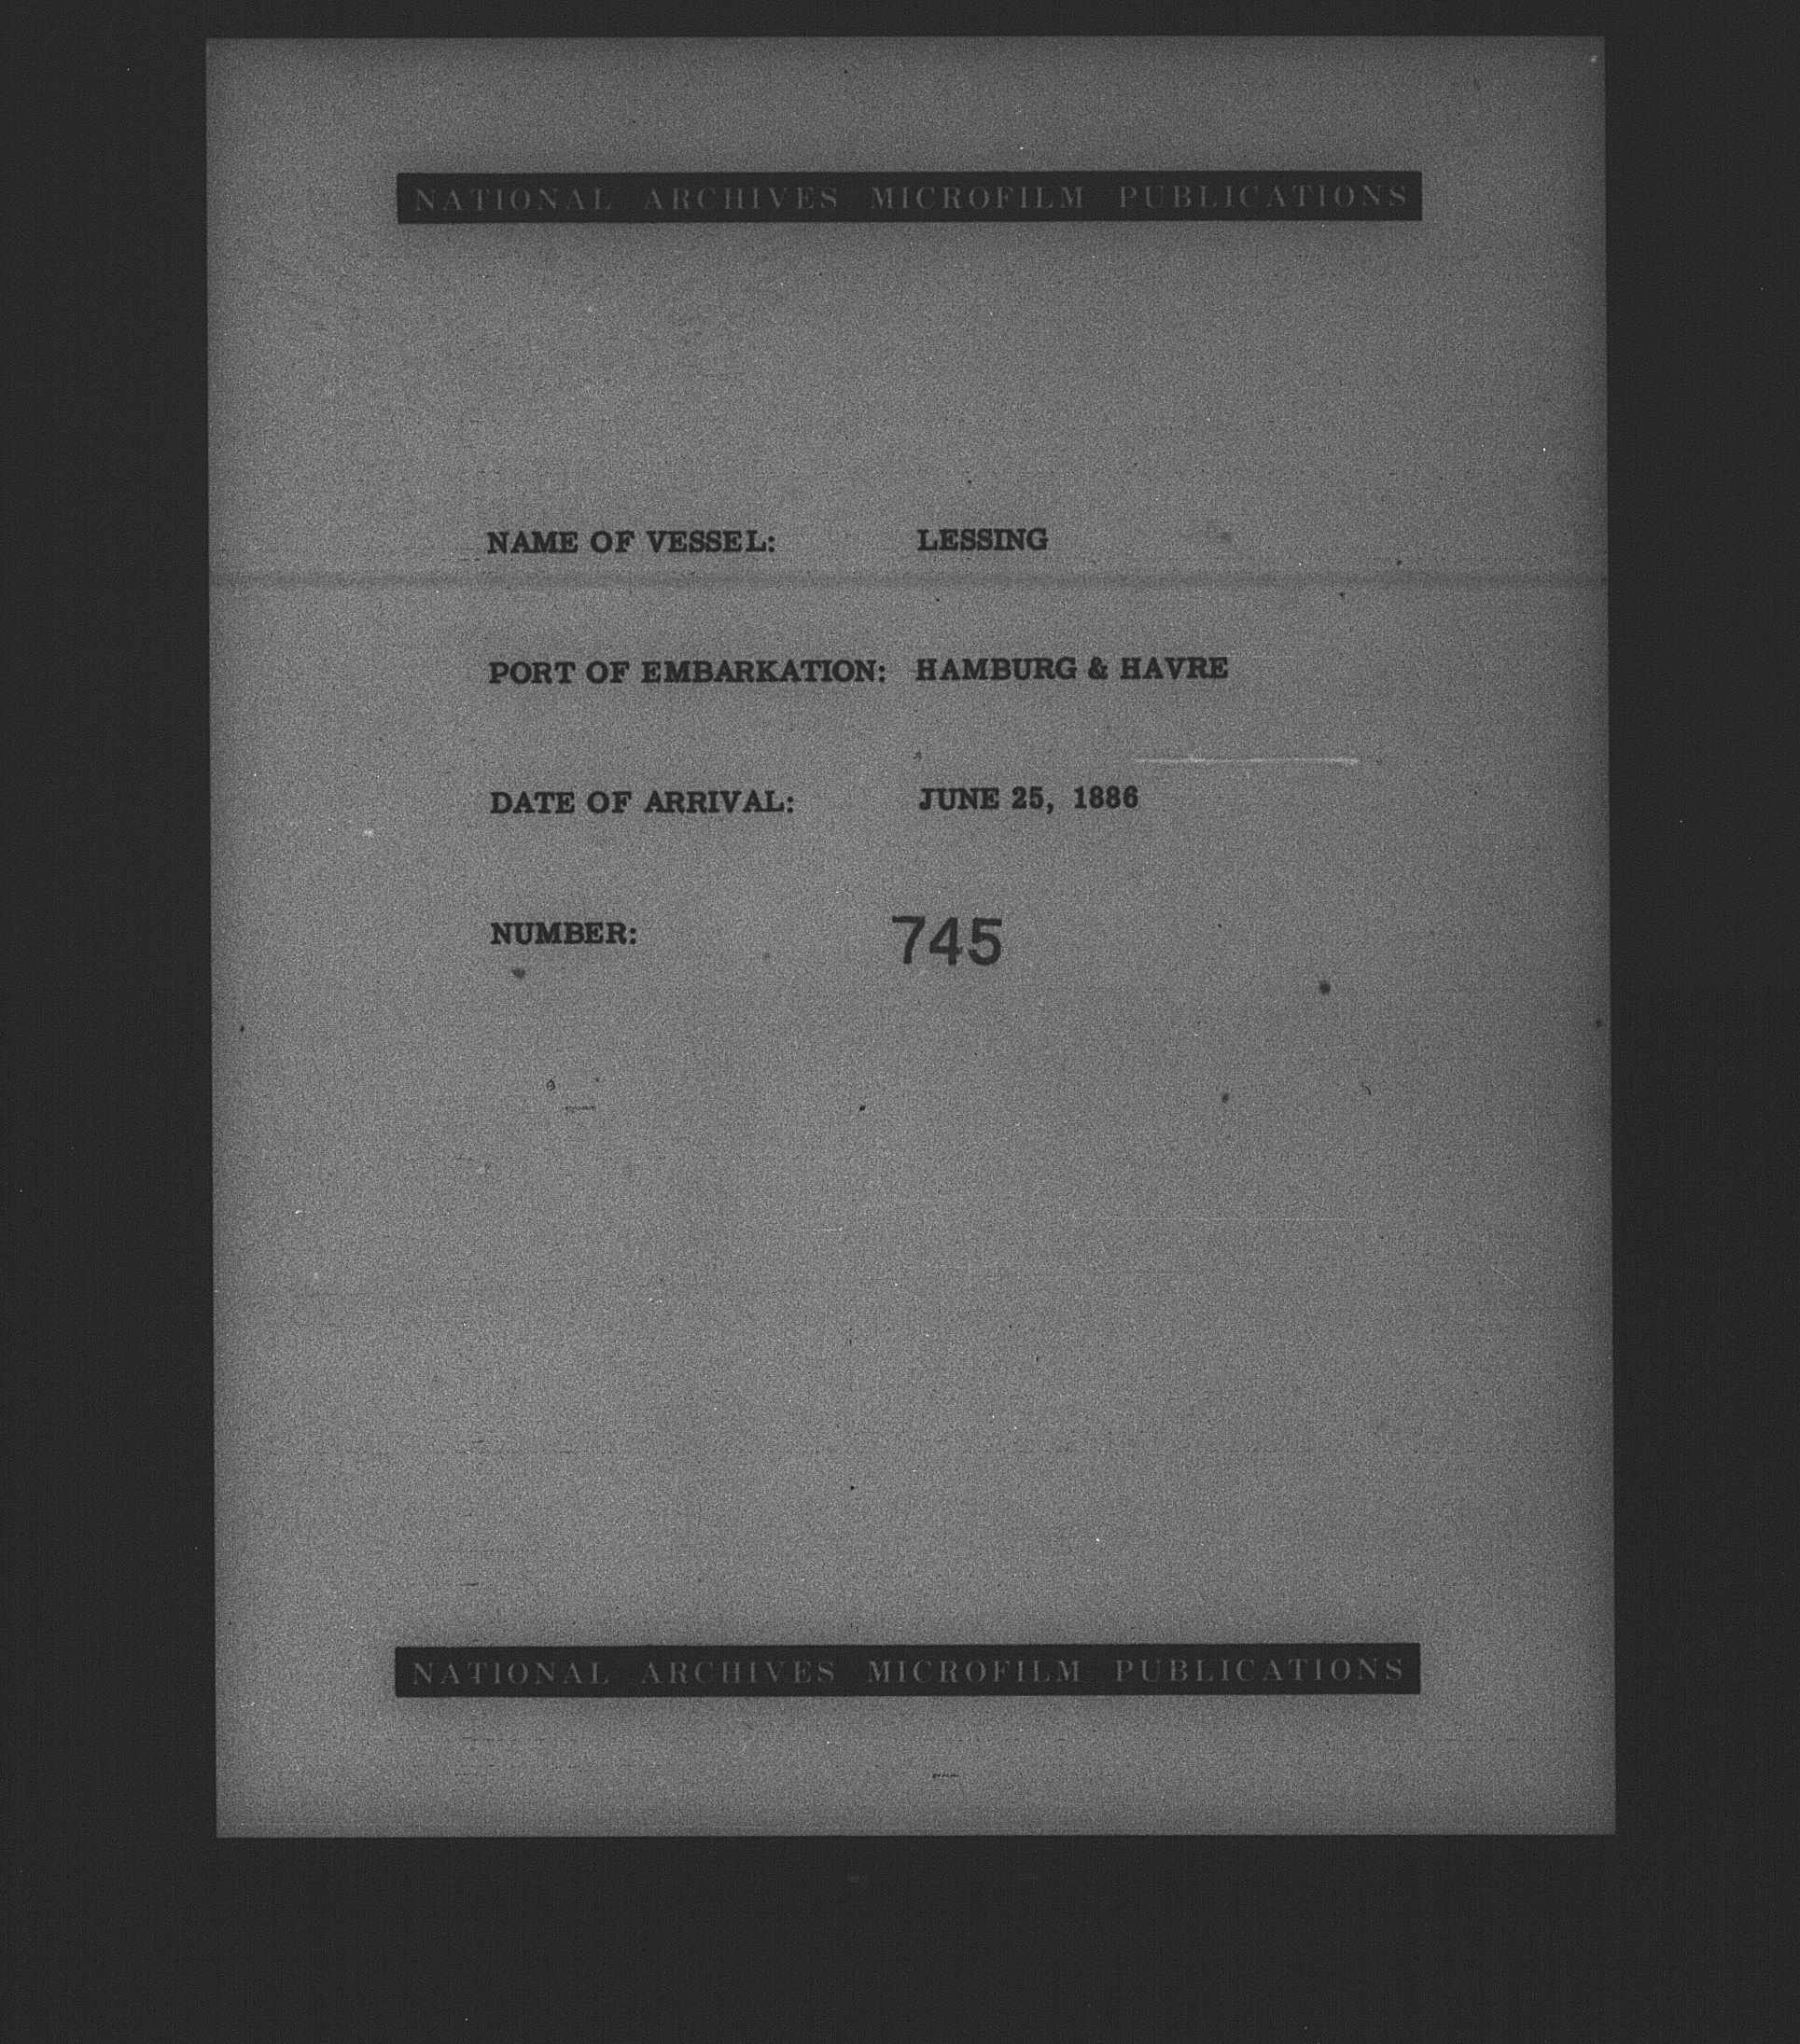 NATIONAL ARCHIVES MICROFILM PUBLICATIONS
NAME OF VESSEL: LESSING
PORT OF EMBARKATION: HAMBURG & HAVRE
DATE OF ARRIVAL: JUNE 25, 1886
NUMBER: 745
NATIONAL ARCHIVES MICROFILM PUBLICATIONS